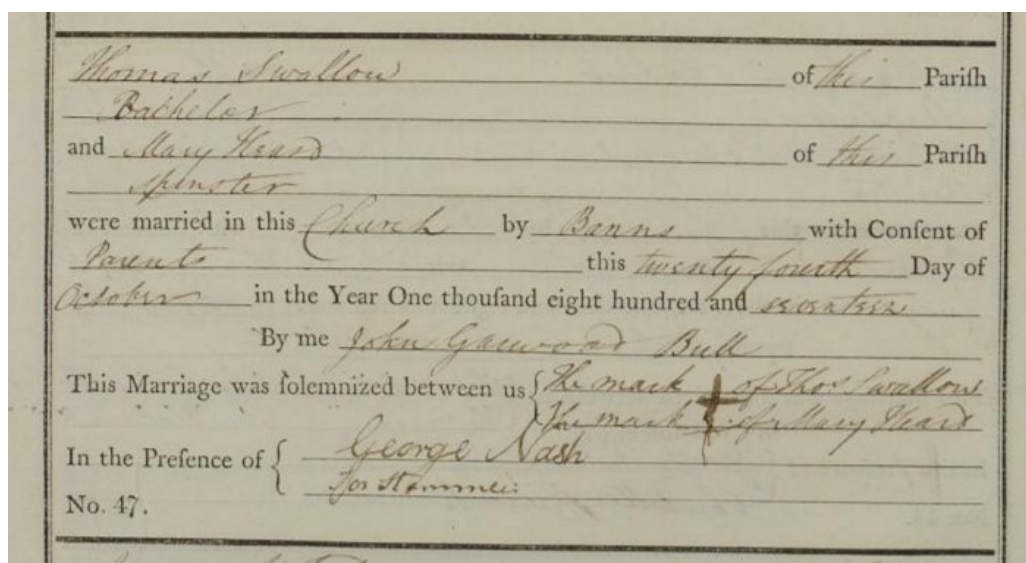 Thomas Swallow of this Pariſh
Bachelor
and Mary Heard of this Pariſh
Spinster
were married in this Church by Banns with Conſent of
Parents this twenty fourth Day of
October in the Year One thouſand eight hundred and seventeen
By me John Garwood Bull
This Marriage was ſolemnized between us { The mark of Thos Swallow
The mark of Mary Heard
In the Preſence of { George Nash
No. 47.